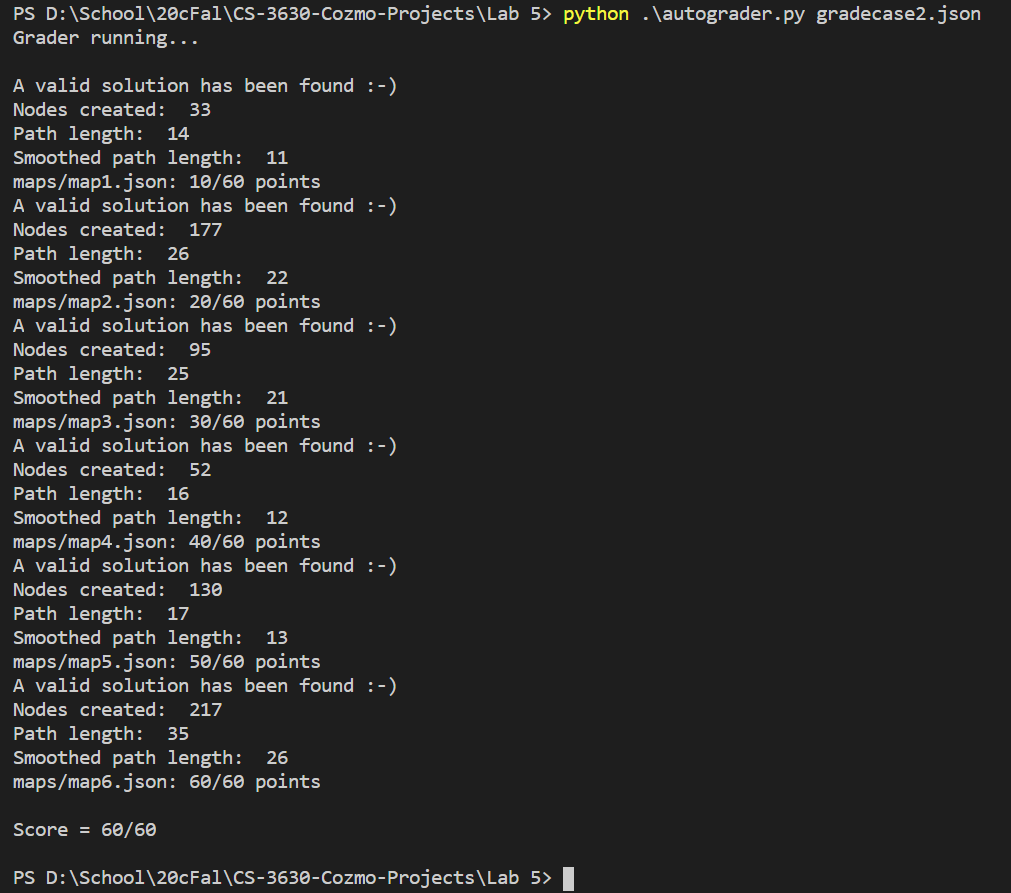 PS D:\School\20cFal\CS-3630-Cozmo-Projects\Lab 5> python .\autograder.py gradecase2.json
Grader running...

A valid solution has been found :-)
Nodes created:  33
Path length:  14
Smoothed path length:  11
maps/map1.json: 10/60 points
A valid solution has been found :-)
Nodes created:  177
Path length:  26
Smoothed path length:  22
maps/map2.json: 20/60 points
A valid solution has been found :-)
Nodes created:  95
Path length:  25
Smoothed path length:  21
maps/map3.json: 30/60 points
A valid solution has been found :-)
Nodes created:  52
Path length:  16
Smoothed path length:  12
maps/map4.json: 40/60 points
A valid solution has been found :-)
Nodes created:  130
Path length:  17
Smoothed path length:  13
maps/map5.json: 50/60 points
A valid solution has been found :-)
Nodes created:  217
Path length:  35
Smoothed path length:  26
maps/map6.json: 60/60 points

Score = 60/60

PS D:\School\20cFal\CS-3630-Cozmo-Projects\Lab 5>